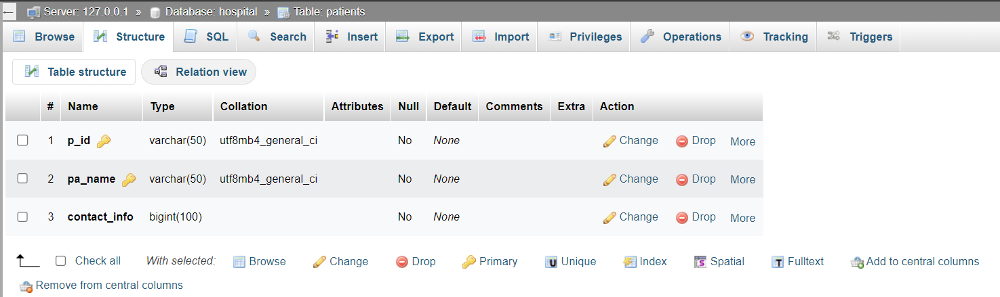 ← Server: 127.0.0.1 » Database: hospital » Table: patients
Browse Structure SQL Search Insert Export Import Privileges Operations Tracking Triggers
Table structure Relation view
# Name Type Collation Attributes Null Default Comments Extra Action
1 p_id varchar(50) utf8mb4_general_ci No None Change Drop More
2 pa_name varchar(50) utf8mb4_general_ci No None Change Drop More
3 contact_info bigint(100) No None Change Drop More
Check all With selected: Browse Change Drop Primary Unique Index Spatial Fulltext Add to central columns
Remove from central columns